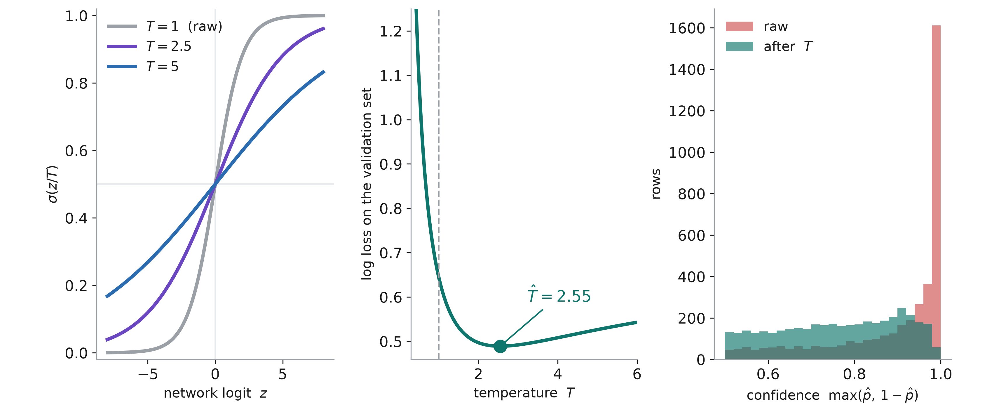 1.0
0.8
0.6
0.4
0.2
0.0
σ(z/T)
T = 1 (raw)
T = 2.5
T = 5
−5 0 5
network logit z
1.2
1.1
1.0
0.9
0.8
0.7
0.6
0.5
log loss on the validation set
T̂ = 2.55
2 4 6
temperature T
1600
1400
1200
1000
800
600
400
200
0
rows
raw
after T
0.6 0.8 1.0
confidence max(p̂, 1 − p̂)